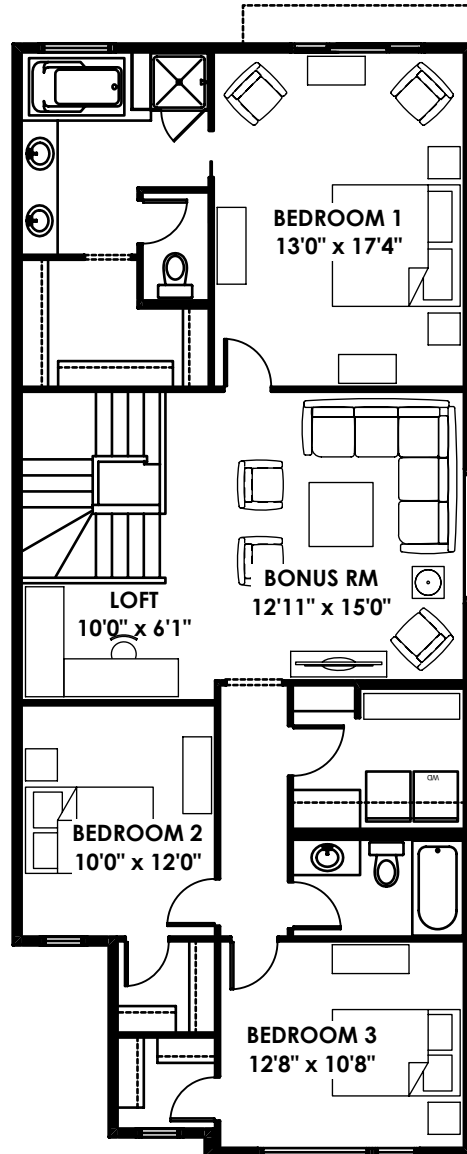 BEDROOM 1
13'0" x 17'4"
BONUS RM
12'11" x 15'0"
LOFT
10'0" x 6'1"
WD
BEDROOM 2
10'0" x 12'0"
BEDROOM 3
12'8" x 10'8"